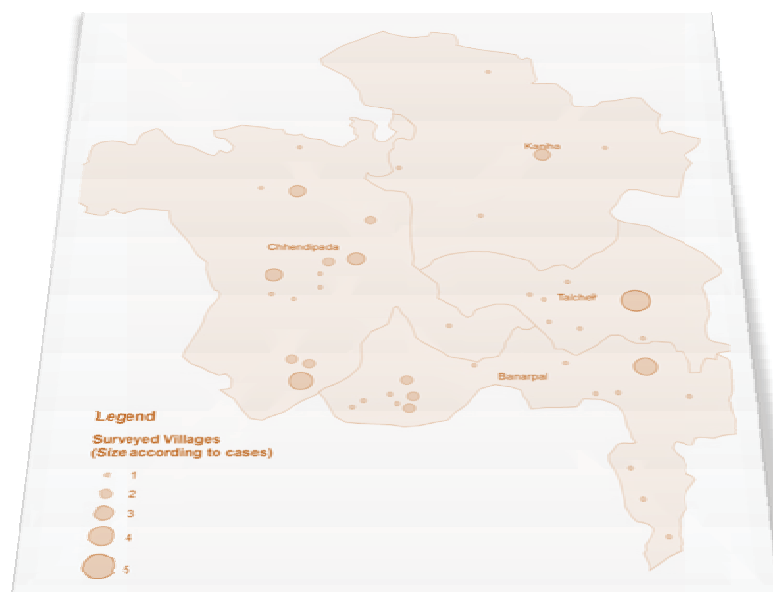 Kaniha
Chhendipada
Talcher
Banarpal
Legend
Surveyed Villages
(Size according to cases)
1
2
3
4
5